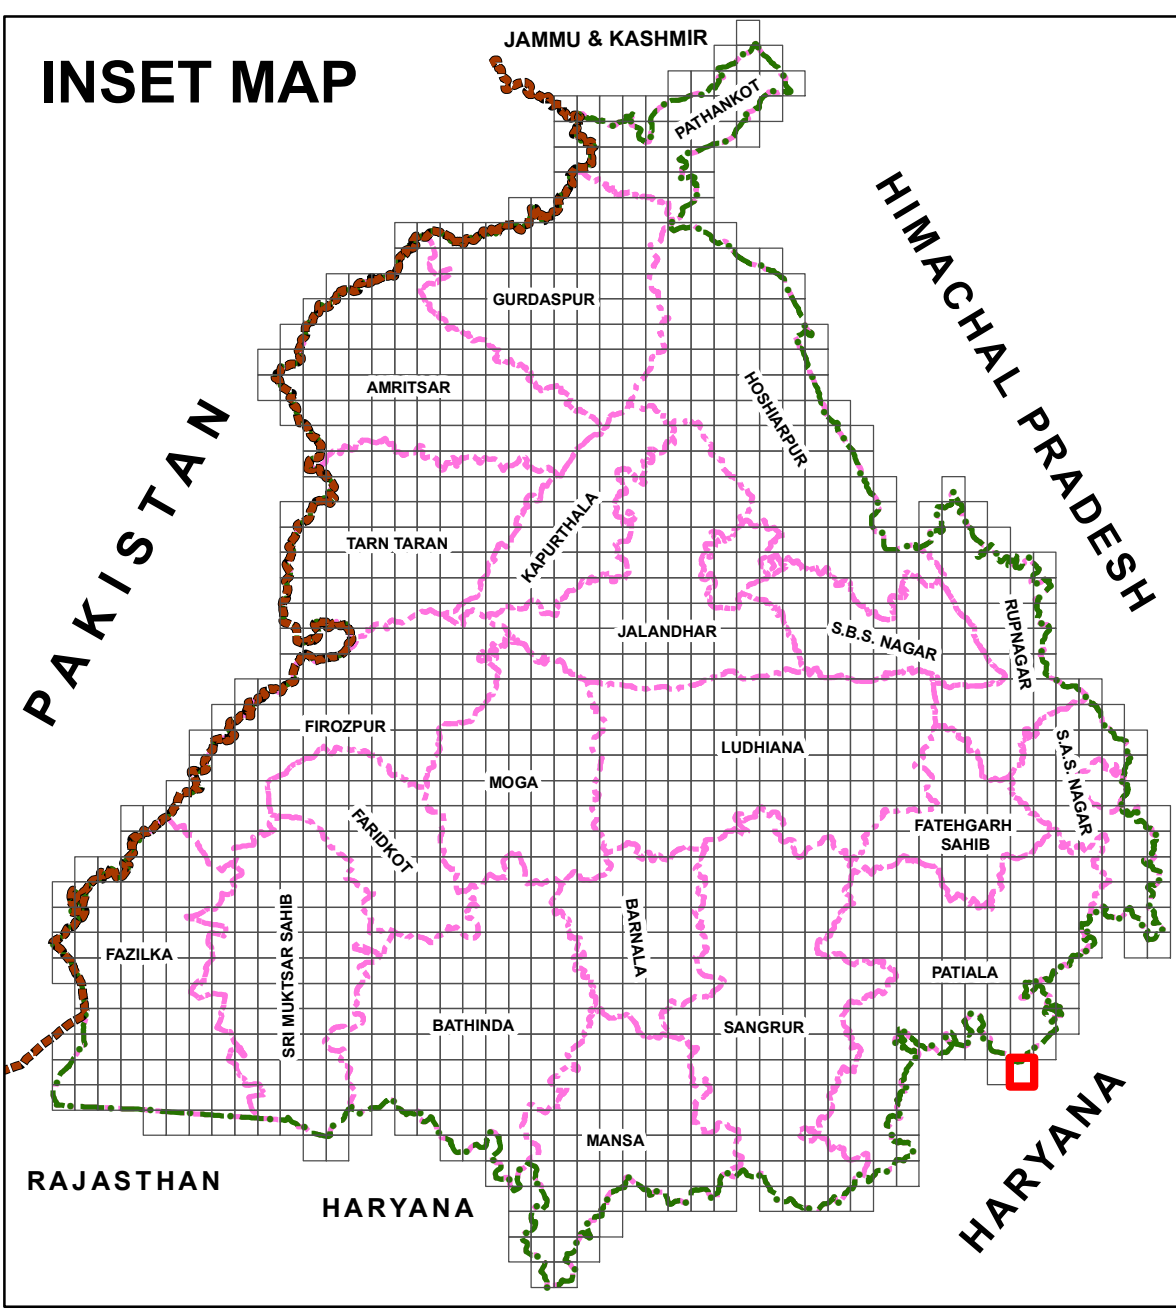 JAMMU & KASHMIR
INSET MAP
PATHANKOT
HIMACHAL PRADESH
GURDASPUR
AMRITSAR
HOSHIARPUR
PAKISTAN
KAPURTHALA
TARN TARAN
JALANDHAR
S.B.S. NAGAR
RUPNAGAR
FIROZPUR
LUDHIANA
S.A.S. NAGAR
MOGA
FARIDKOT
FATEHGARH
SAHIB
BARNALA
SRI MUKTSAR SAHIB
FAZILKA
PATIALA
BATHINDA
SANGRUR
MANSA
HARYANA
RAJASTHAN
HARYANA